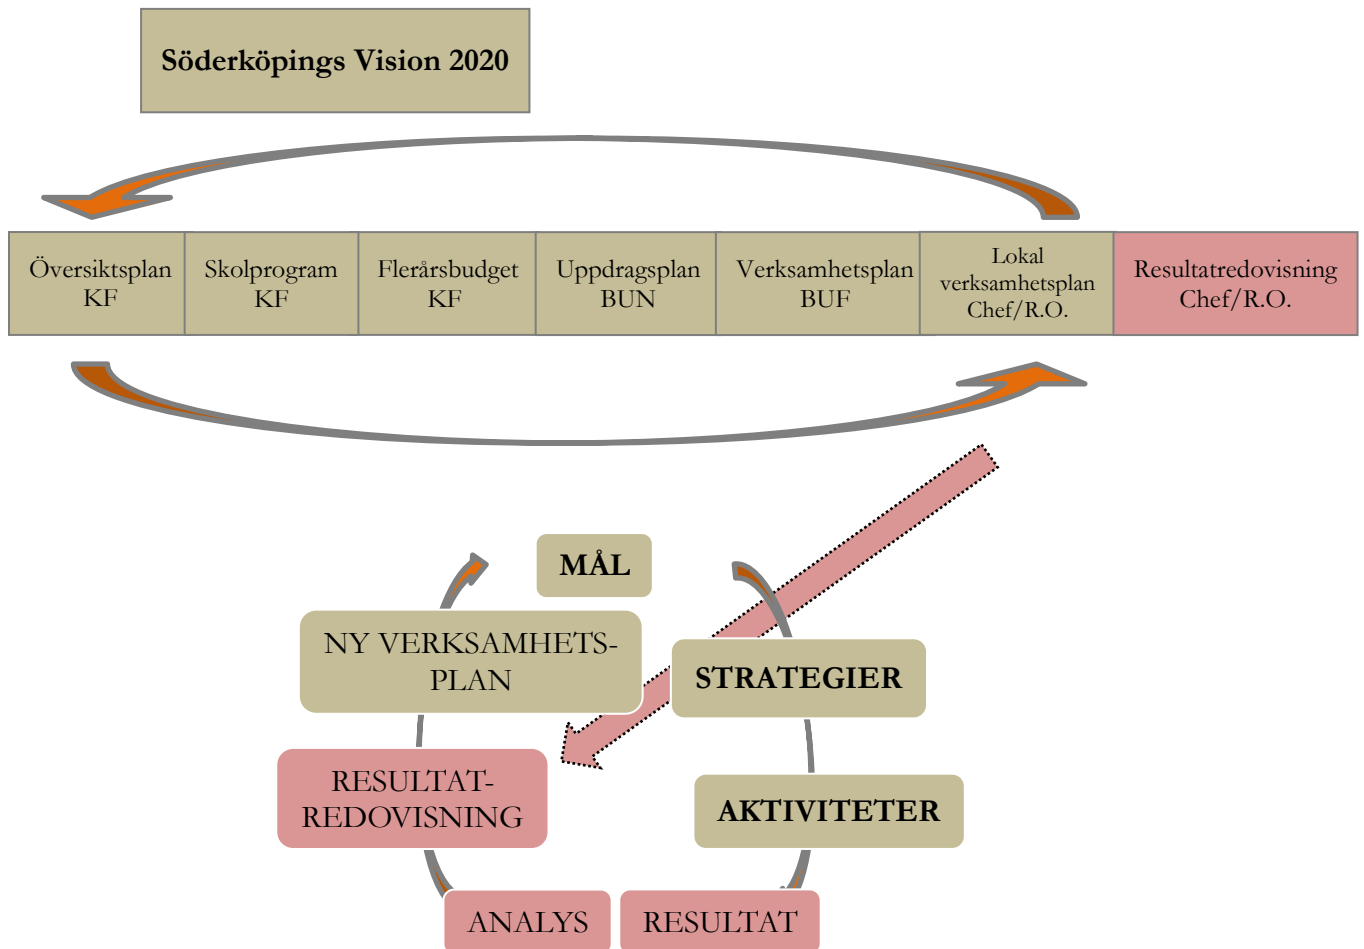 Söderköpings Vision 2020
Översiktsplan
KF
Skolprogram
KF
Flerårsbudget
KF
Uppdragsplan
BUN
Verksamhetsplan
BUF
Lokal
verksamhetsplan
Chef/R.O.
Resultatredovisning
Chef/R.O.
MÅL
STRATEGIER
AKTIVITETER
RESULTAT
ANALYS
RESULTAT-
REDOVISNING
NY VERKSAMHETS-
PLAN